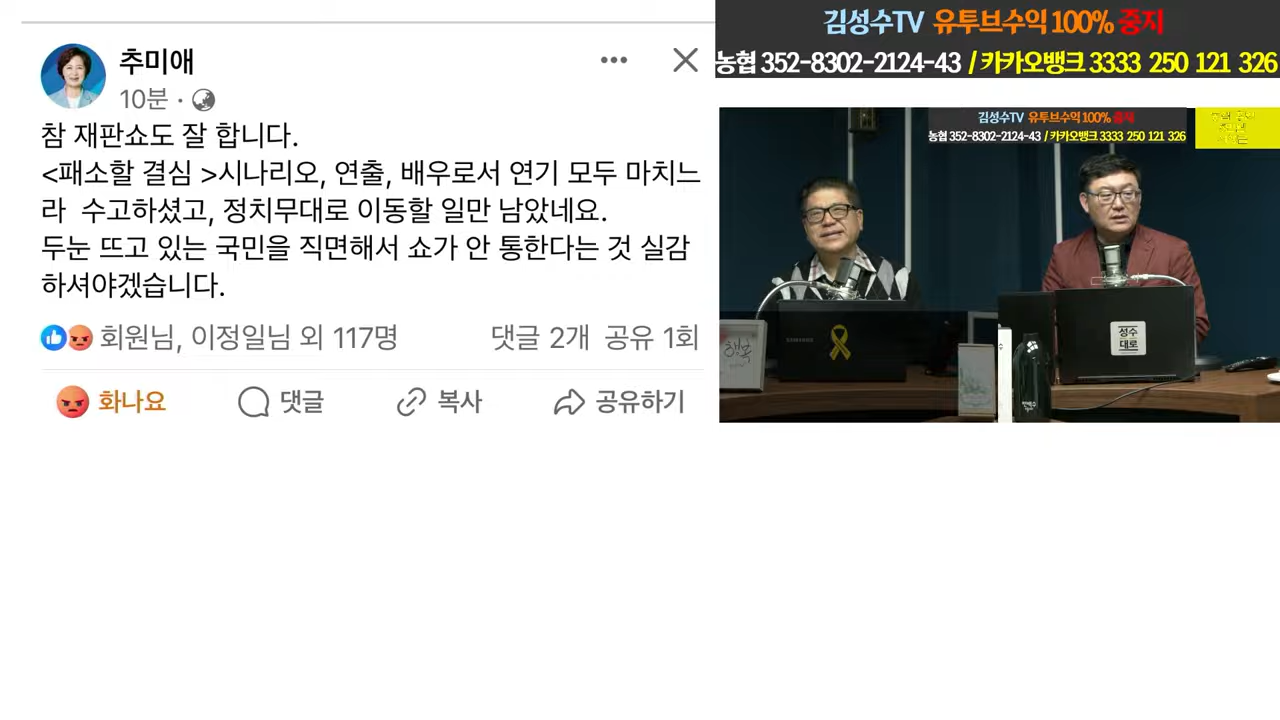 추미애
10분
참 재판쇼도 잘 합니다.
<패소할 결심 >시나리오, 연출, 배우로서 연기 모두 마치느
라 수고하셨고, 정치무대로 이동할 일만 남았네요.
두눈 뜨고 있는 국민을 직면해서 쇼가 안 통한다는 것 실감
하셔야겠습니다.
회원님, 이정일님 외 117명
댓글 2개 공유 1회
화나요
댓글
복사
공유하기
김성수TV 유투브수익 100% 중지
농협 352-8302-2124-43 / 카카오뱅크 3333 250 121 326
김성수TV 유투브수익 100% 중지
농협 352-8302-2124-43 / 카카오뱅크 3333 250 121 326
행복
SAMSUNG
성수
대로